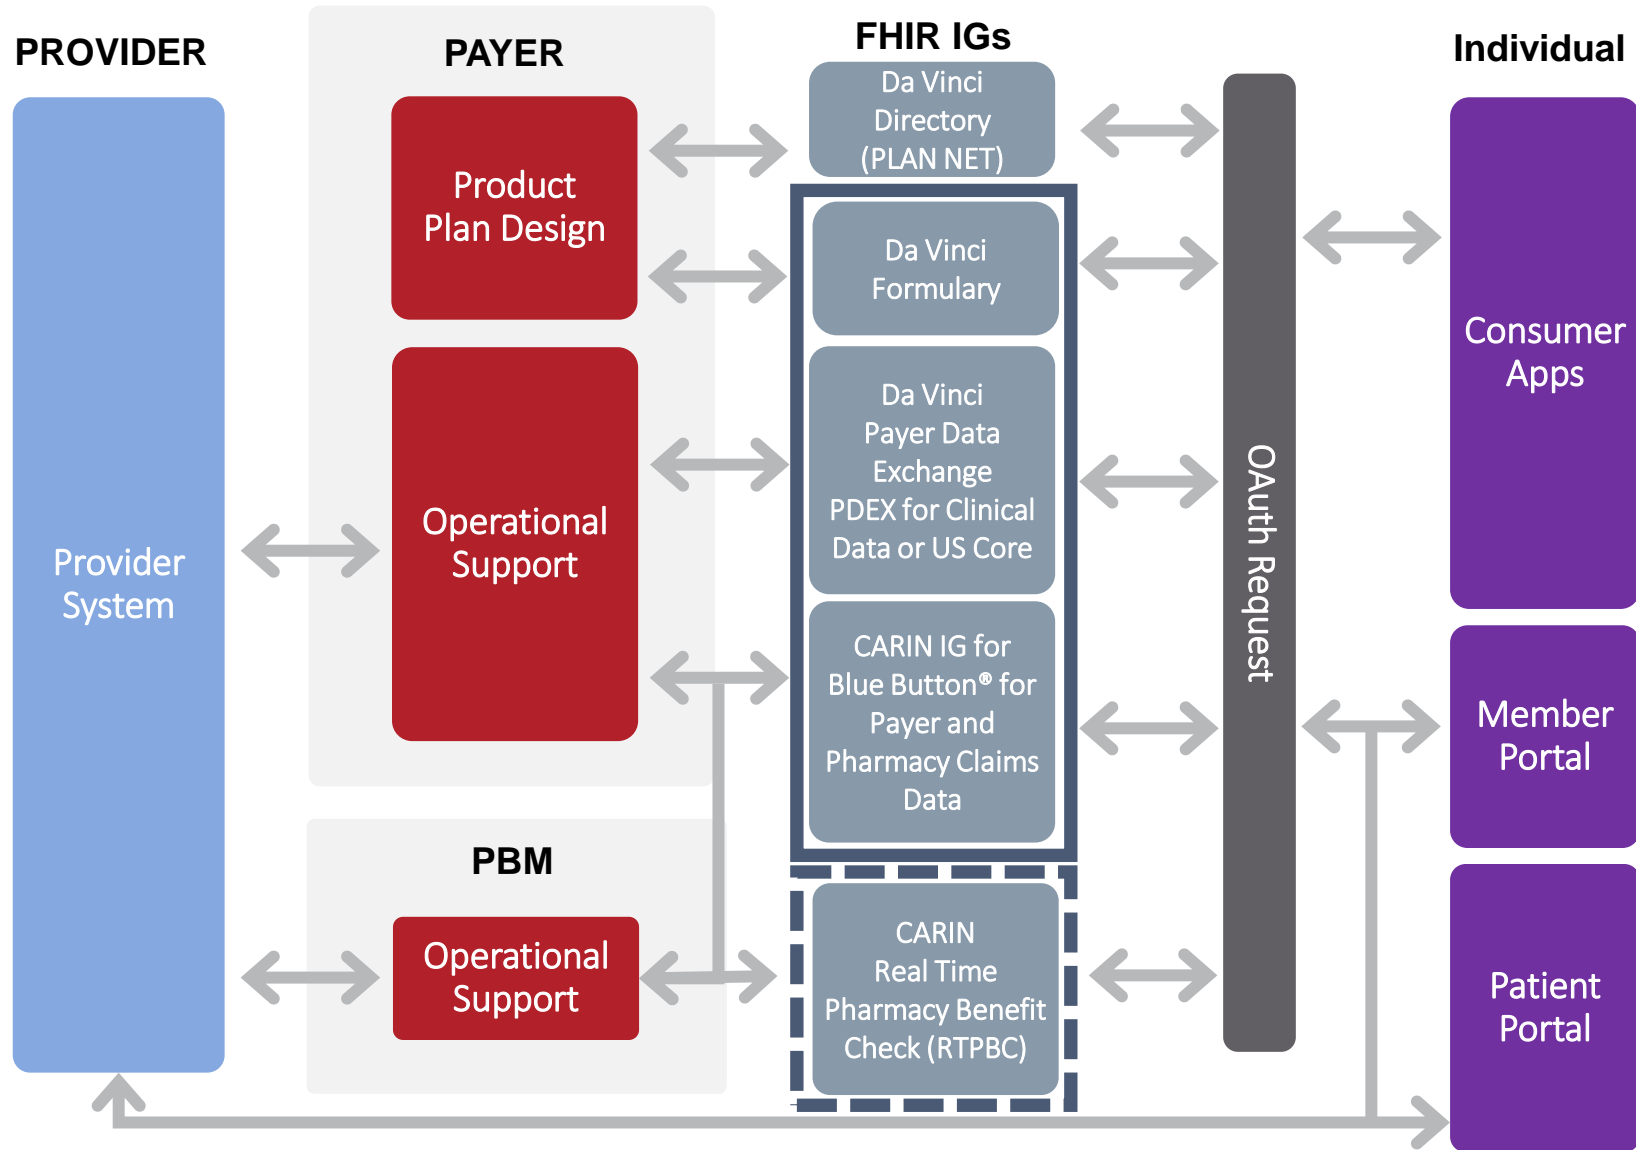 PROVIDER
Provider
System
PAYER
Product
Plan Design
Operational
Support
PBM
Operational
Support
FHIR IGs
Da Vinci
Directory
(PLAN NET)
Da Vinci
Formulary
Da Vinci
Payer Data
Exchange
PDEX for Clinical
Data or US Core
CARIN IG for
Blue Button® for
Payer and
Pharmacy Claims
Data
CARIN
Real Time
Pharmacy Benefit
Check (RTPBC)
OAuth Request
Individual
Consumer
Apps
Member
Portal
Patient
Portal